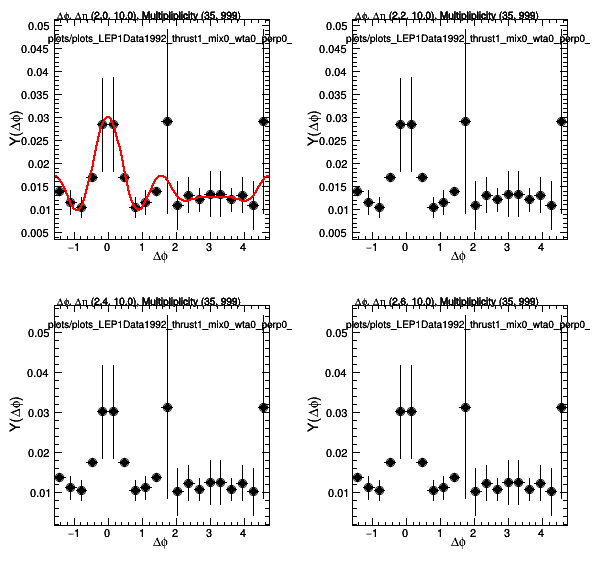 Δϕ, Δη (2.0, 10.0), Multipliplicity (35, 999)
plots/plots_LEP1Data1992_thrust1_mix0_wta0_perp0_
Y(Δϕ)
0.05
0.045
0.04
0.035
0.03
0.025
0.02
0.015
0.01
0.005
−1 0 1 2 3 4
Δϕ
Δϕ, Δη (2.2, 10.0), Multipliplicity (35, 999)
plots/plots_LEP1Data1992_thrust1_mix0_wta0_perp0_
Y(Δϕ)
0.05
0.045
0.04
0.035
0.03
0.025
0.02
0.015
0.01
0.005
−1 0 1 2 3 4
Δϕ
Δϕ, Δη (2.4, 10.0), Multipliplicity (35, 999)
plots/plots_LEP1Data1992_thrust1_mix0_wta0_perp0_
Y(Δϕ)
0.05
0.04
0.03
0.02
0.01
−1 0 1 2 3 4
Δϕ
Δϕ, Δη (2.6, 10.0), Multipliplicity (35, 999)
plots/plots_LEP1Data1992_thrust1_mix0_wta0_perp0_
Y(Δϕ)
0.05
0.04
0.03
0.02
0.01
−1 0 1 2 3 4
Δϕ